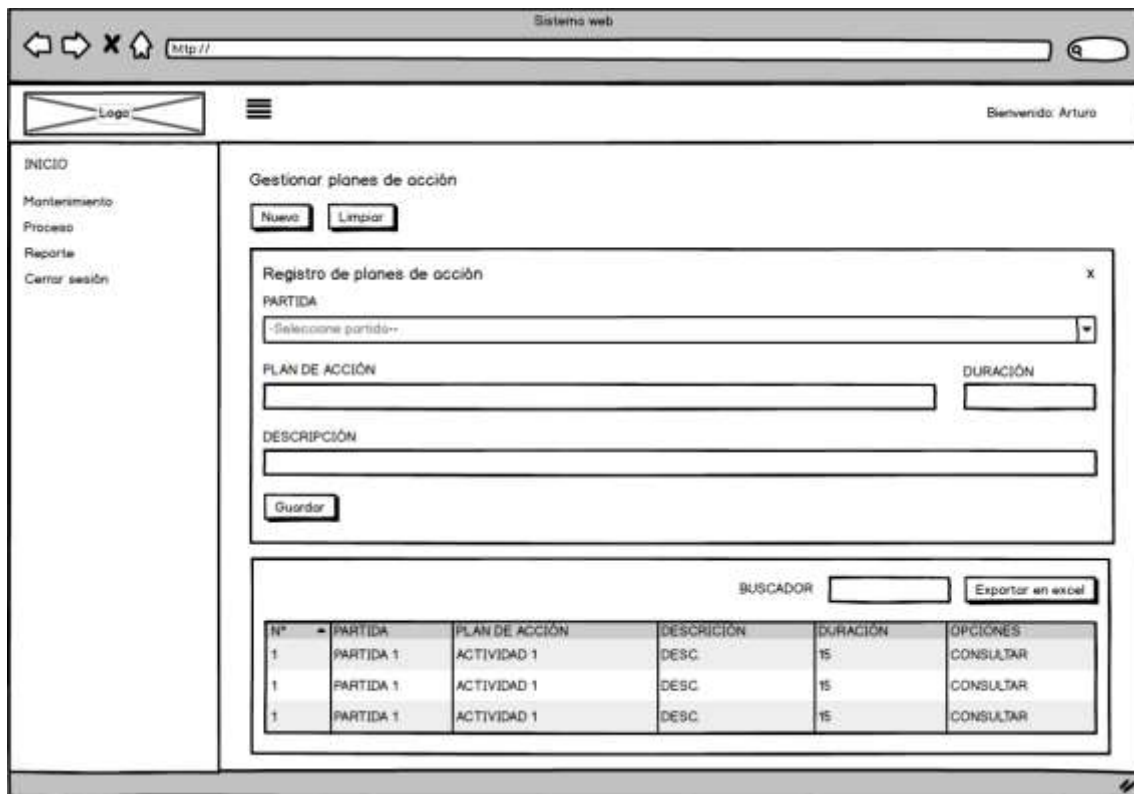 Sistema web
http://
Logo
Bienvenido: Arturo
INICIO
Mantenimiento
Proceso
Reporte
Cerrar sesión
Gestionar planes de acción
Nuevo Limpiar
Registro de planes de acción x
PARTIDA
-Seleccione partida--
PLAN DE ACCIÓN DURACIÓN
DESCRIPCIÓN
Guardar
BUSCADOR Exportar en excel
N° PARTIDA PLAN DE ACCIÓN DESCRICIÓN DURACIÓN OPCIONES
1 PARTIDA 1 ACTIVIDAD 1 DESC. 15 CONSULTAR
1 PARTIDA 1 ACTIVIDAD 1 DESC. 15 CONSULTAR
1 PARTIDA 1 ACTIVIDAD 1 DESC. 15 CONSULTAR